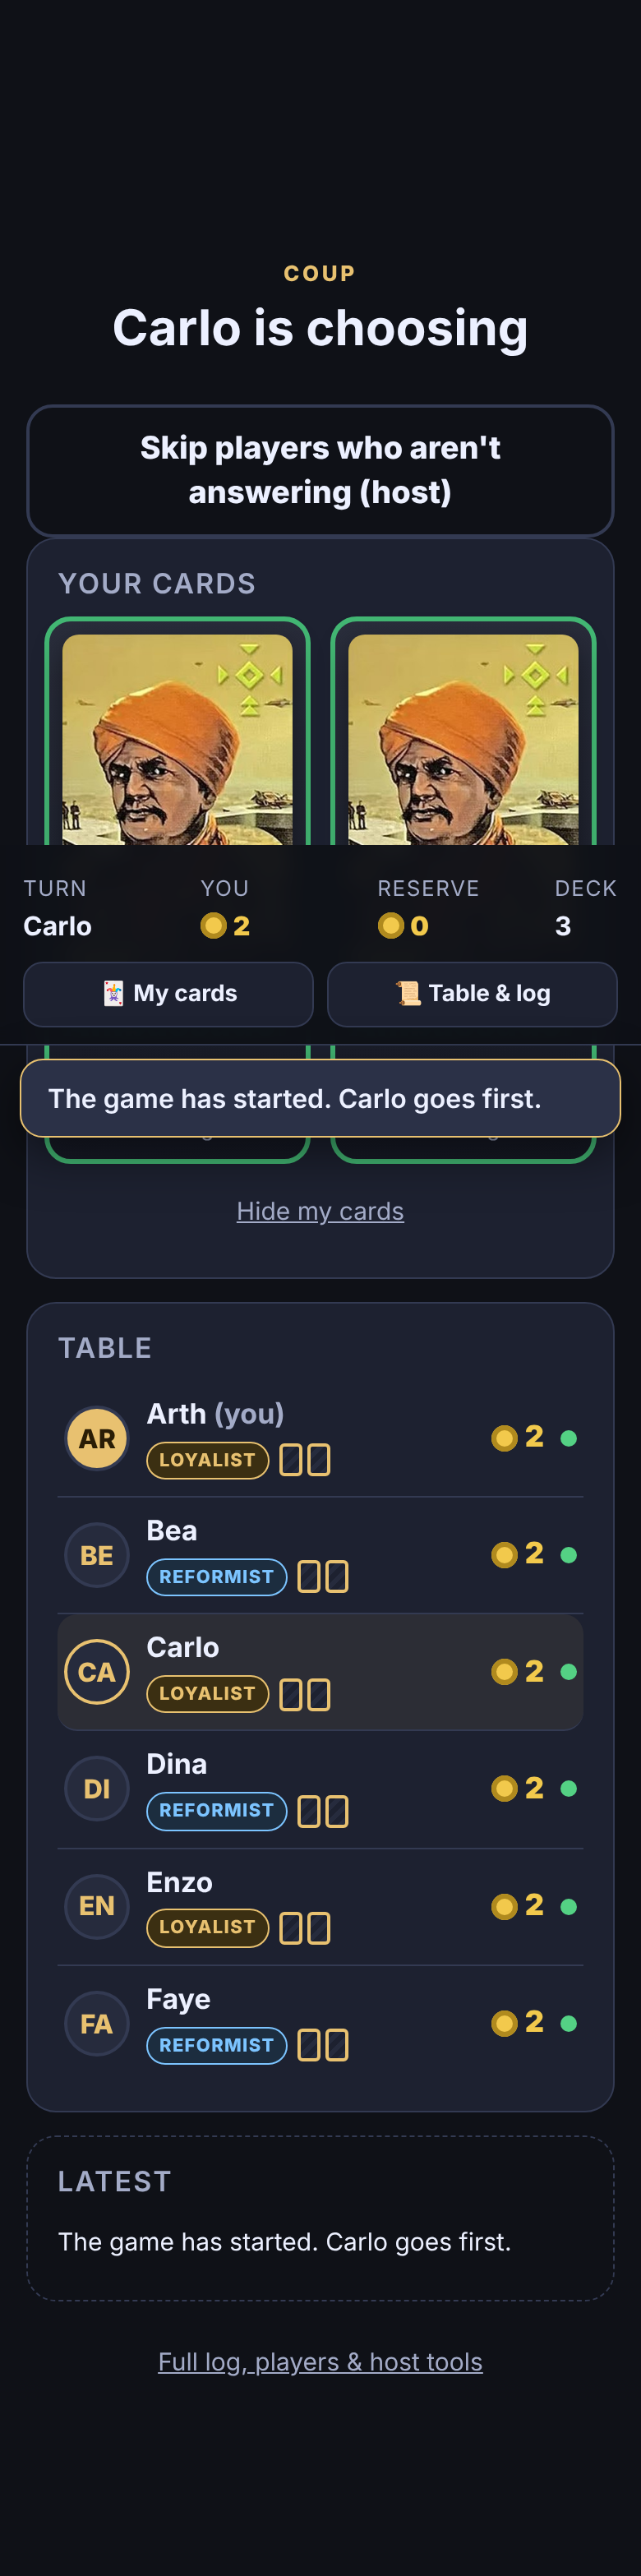 COUP
Carlo is choosing
Skip players who aren't
answering (host)
YOUR CARDS
TURN
YOU
RESERVE
DECK
Carlo
2
0
3
My cards
Table & log
The game has started. Carlo goes first.
Hide my cards
TABLE
AR
Arth (you)
LOYALIST
2
BE
Bea
REFORMIST
2
CA
Carlo
LOYALIST
2
DI
Dina
REFORMIST
2
EN
Enzo
LOYALIST
2
FA
Faye
REFORMIST
2
LATEST
The game has started. Carlo goes first.
Full log, players & host tools